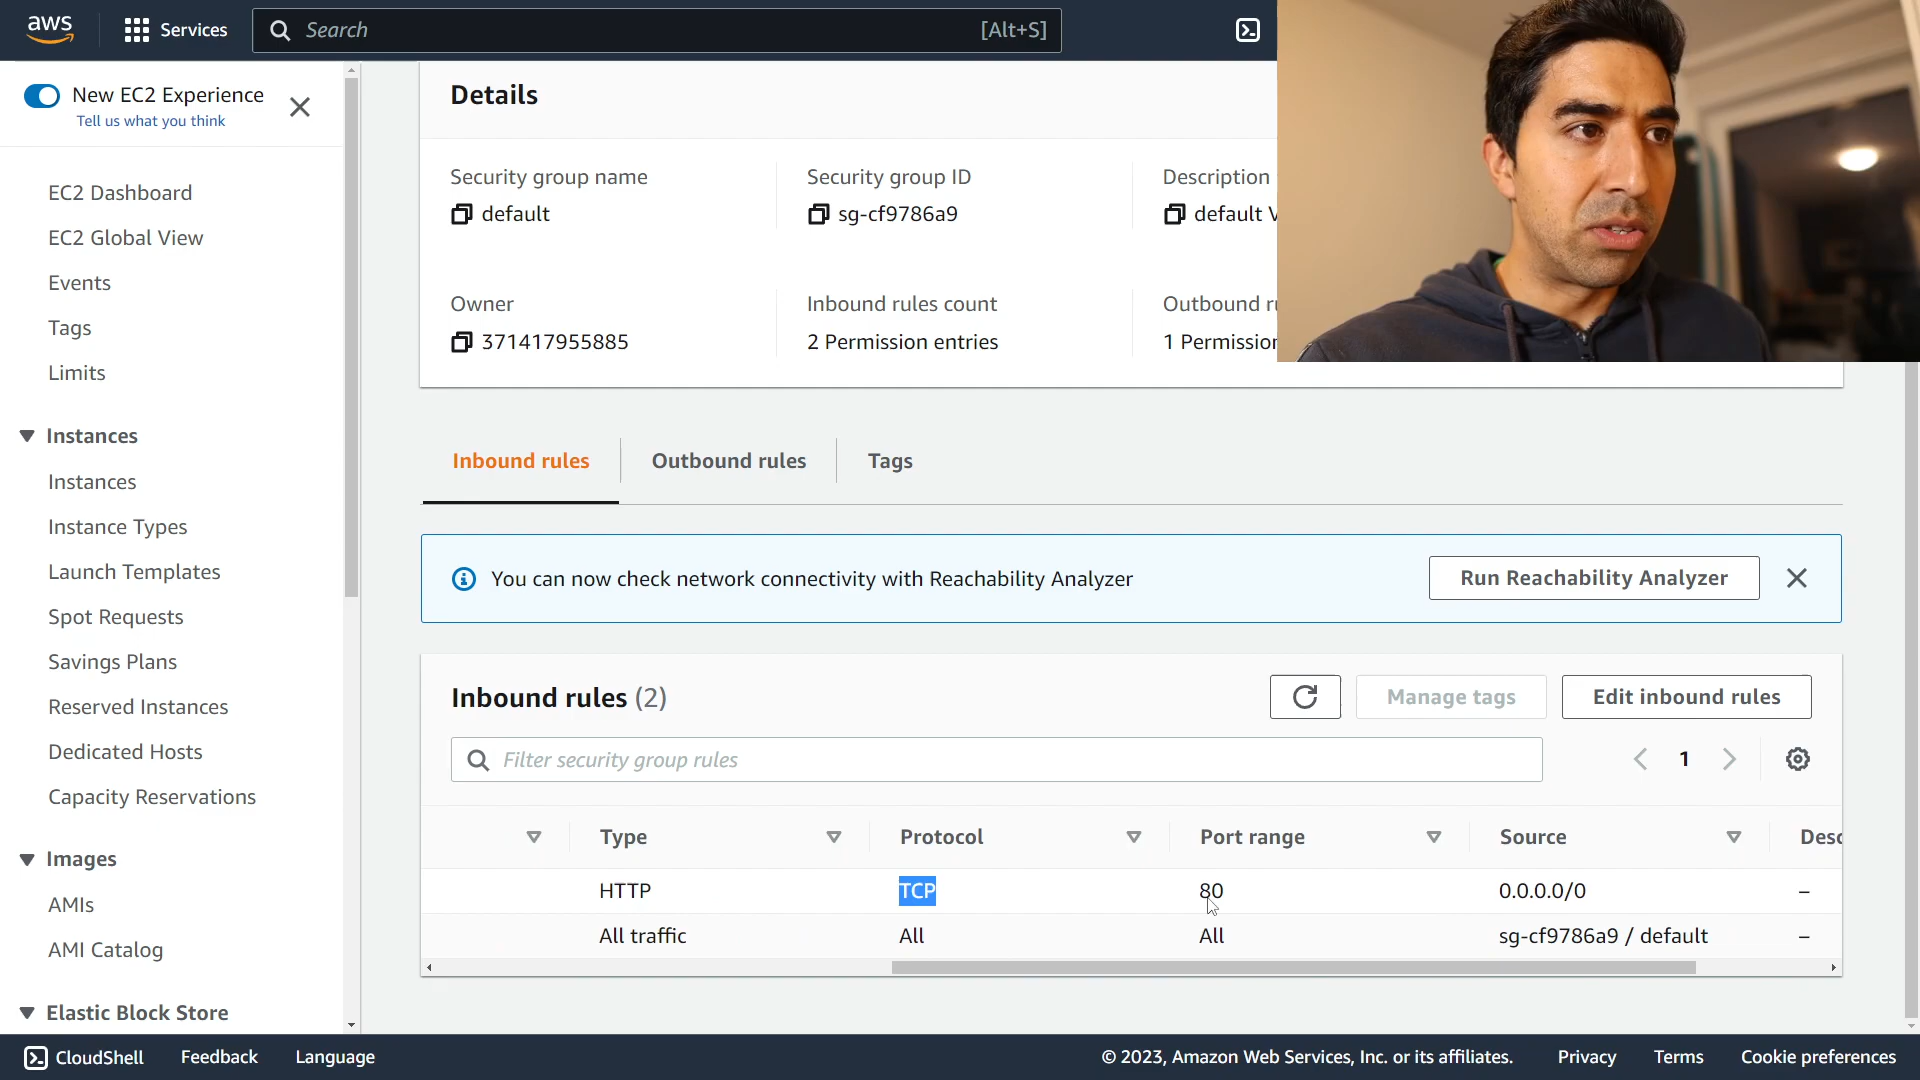 aws
Services
Search
[Alt+S]
New EC2 Experience
Tell us what you think
EC2 Dashboard
EC2 Global View
Events
Tags
Limits
Instances
Instances
Instance Types
Launch Templates
Spot Requests
Savings Plans
Reserved Instances
Dedicated Hosts
Capacity Reservations
Images
AMIs
AMI Catalog
Elastic Block Store
Details
Security group name
default
Security group ID
sg-cf9786a9
Description
default
Owner
371417955885
Inbound rules count
2 Permission entries
Outbound
1
Inbound rules
Outbound rules
Tags
You can now check network connectivity with Reachability Analyzer
Run Reachability Analyzer
Inbound rules (2)
Manage tags
Edit inbound rules
Filter security group rules
1
Type Protocol Port range Source Desc
HTTP TCP 80 0.0.0.0/0 –
All traffic All All sg-cf9786a9 / default –
CloudShell
Feedback
Language
© 2023, Amazon Web Services, Inc. or its affiliates.
Privacy
Terms
Cookie preferences